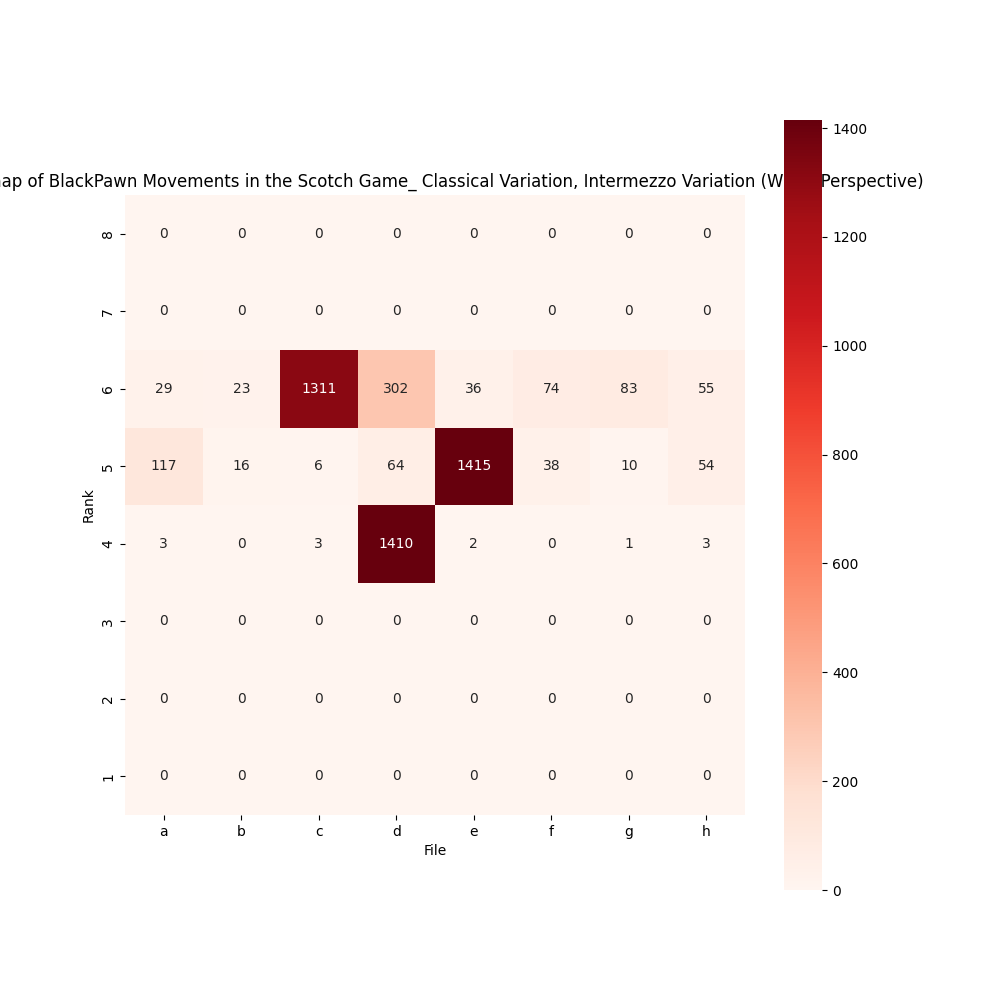 ap of BlackPawn Movements in the Scotch Game_ Classical Variation, Intermezzo Variation (W Perspective)
8 0 0 0 0 0 0 0 0
7 0 0 0 0 0 0 0 0
6 29 23 1311 302 36 74 83 55
5 117 16 6 64 1415 38 10 54
4 3 0 3 1410 2 0 1 3
3 0 0 0 0 0 0 0 0
2 0 0 0 0 0 0 0 0
1 0 0 0 0 0 0 0 0
a b c d e f g h
File
Rank
1400
1200
1000
800
600
400
200
0